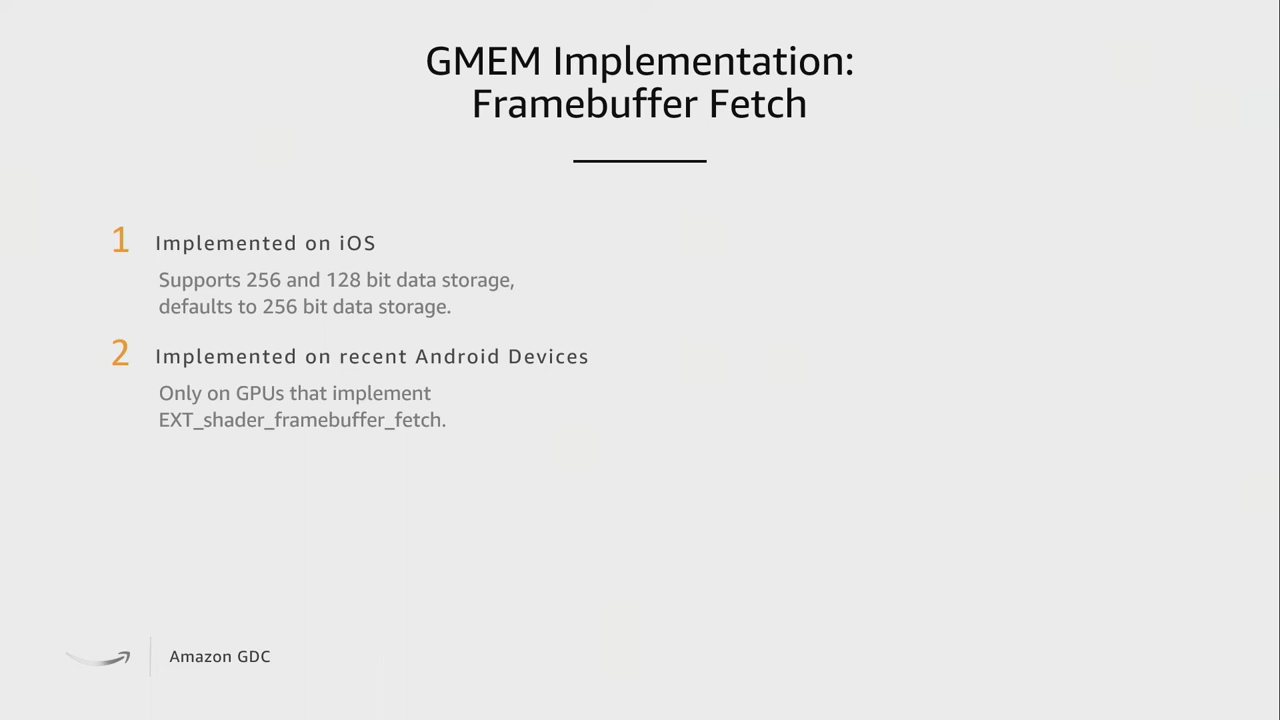 GMEM Implementation:
Framebuffer Fetch
1 Implemented on iOS
Supports 256 and 128 bit data storage,
defaults to 256 bit data storage.
2 Implemented on recent Android Devices
Only on GPUs that implement
EXT_shader_framebuffer_fetch.
Amazon GDC